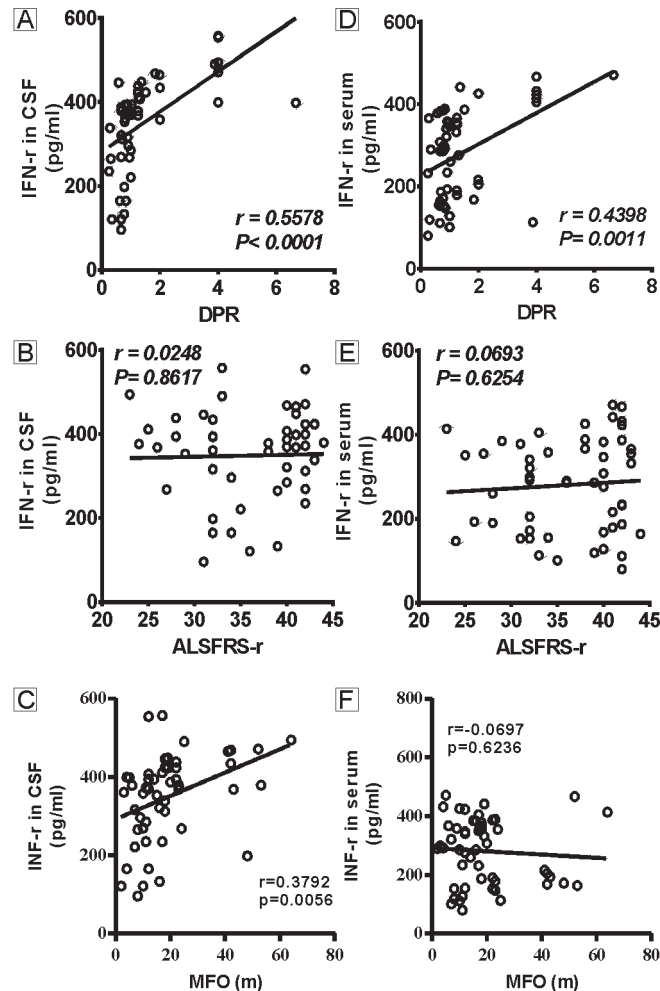 A
IFN-r in CSF
(pg/ml)
600
400
200
0
r = 0.5578
P< 0.0001
0 2 4 6 8
DPR
D
IFN-r in serum
(pg/ml)
600
400
200
0
r = 0.4398
P= 0.0011
0 2 4 6 8
DPR
B
IFN-r in CSF
(pg/ml)
600
400
200
0
r = 0.0248
P= 0.8617
20 25 30 35 40 45
ALSFRS-r
E
IFN-r in serum
(pg/ml)
600
400
200
0
r = 0.0693
P= 0.6254
20 25 30 35 40 45
ALSFRS-r
C
INF-r in CSF
(pg/ml)
600
400
200
0
r=0.3792
p=0.0056
0 20 40 60 80
MFO (m)
F
INF-r in serum
(pg/ml)
800
600
400
200
0
r=-0.0697
p=0.6236
0 20 40 60 80
MFO (m)